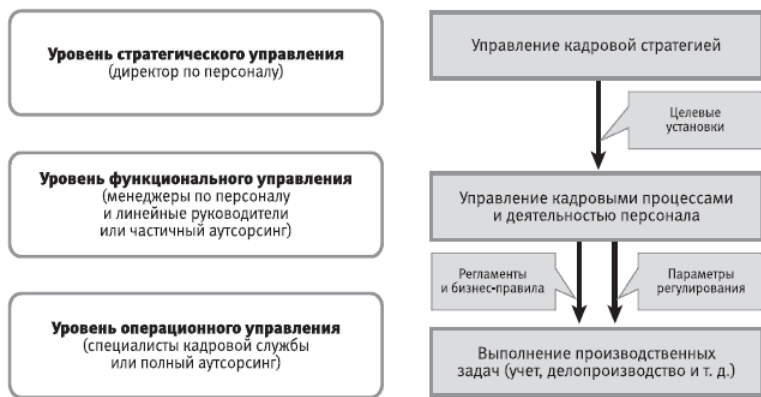 Уровень стратегического управления
(директор по персоналу)
Управление кадровой стратегией
Целевые
установки
Уровень функционального управления
(менеджеры по персоналу
и линейные руководители
или частичный аутсорсинг)
Управление кадровыми процессами
и деятельностью персонала
Регламенты
и бизнес-правила
Параметры
регулирования
Уровень операционного управления
(специалисты кадровой службы
или полный аутсорсинг)
Выполнение производственных
задач (учет, делопроизводство и т. д.)